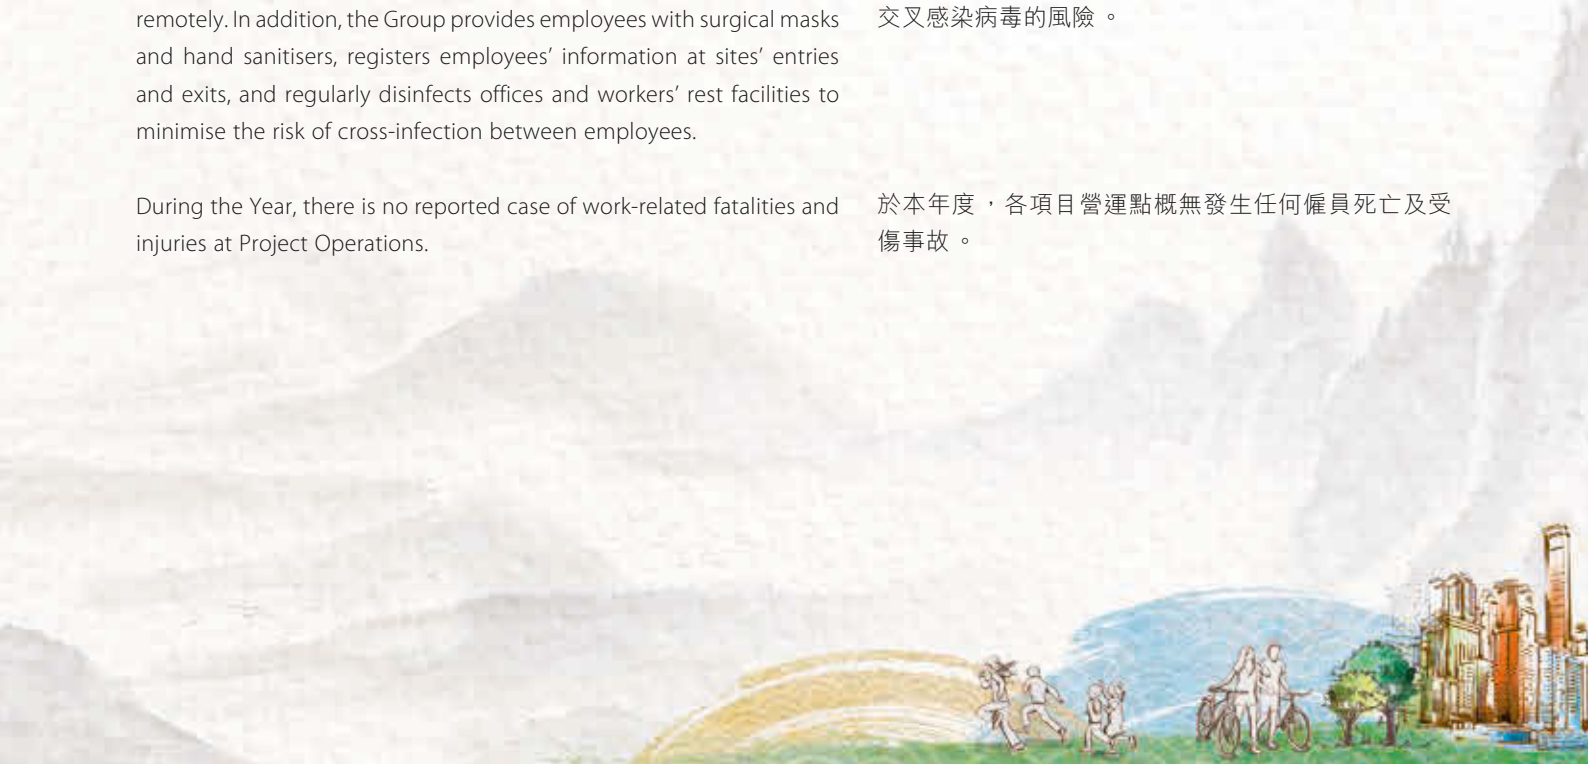 remotely. In addition, the Group provides employees with surgical masks
and hand sanitisers, registers employees’ information at sites’ entries
and exits, and regularly disinfects offices and workers’ rest facilities to
minimise the risk of cross-infection between employees.
During the Year, there is no reported case of work-related fatalities and
injuries at Project Operations.
交叉感染病毒的風險。
於本年度，各項目營運點概無發生任何僱員死亡及受
傷事故。